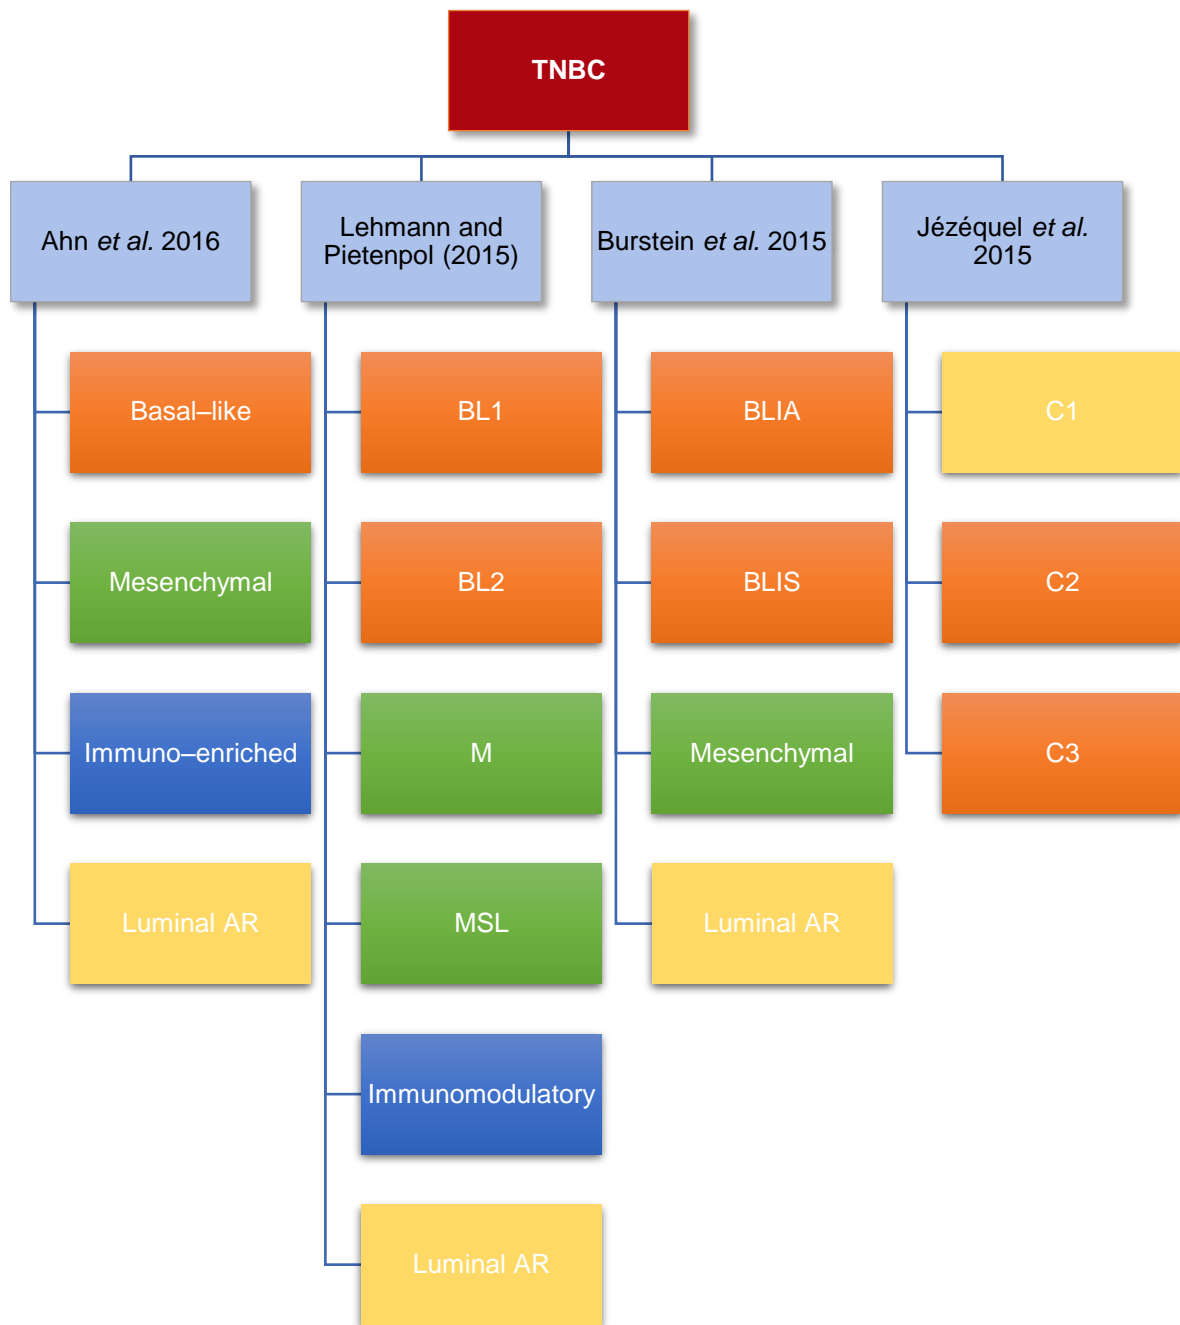 TNBC
Ahn et al. 2016
Lehmann and
Pietenpol (2015)
Burstein et al. 2015
Jézéquel et al.
2015
Basal–like
Mesenchymal
Immuno–enriched
Luminal AR
BL1
BL2
M
MSL
Immunomodulatory
Luminal AR
BLIA
BLIS
Mesenchymal
Luminal AR
C1
C2
C3